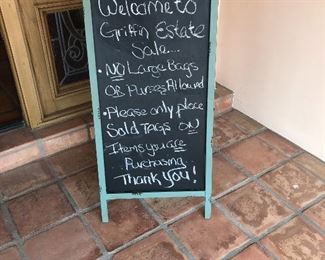 Welcome to
Griffin Estate
Sale....
• NO Large Bags
OR Purses Allowed
• Please only place
Sold Tags ON
Items you are
Purchasing
Thank you!